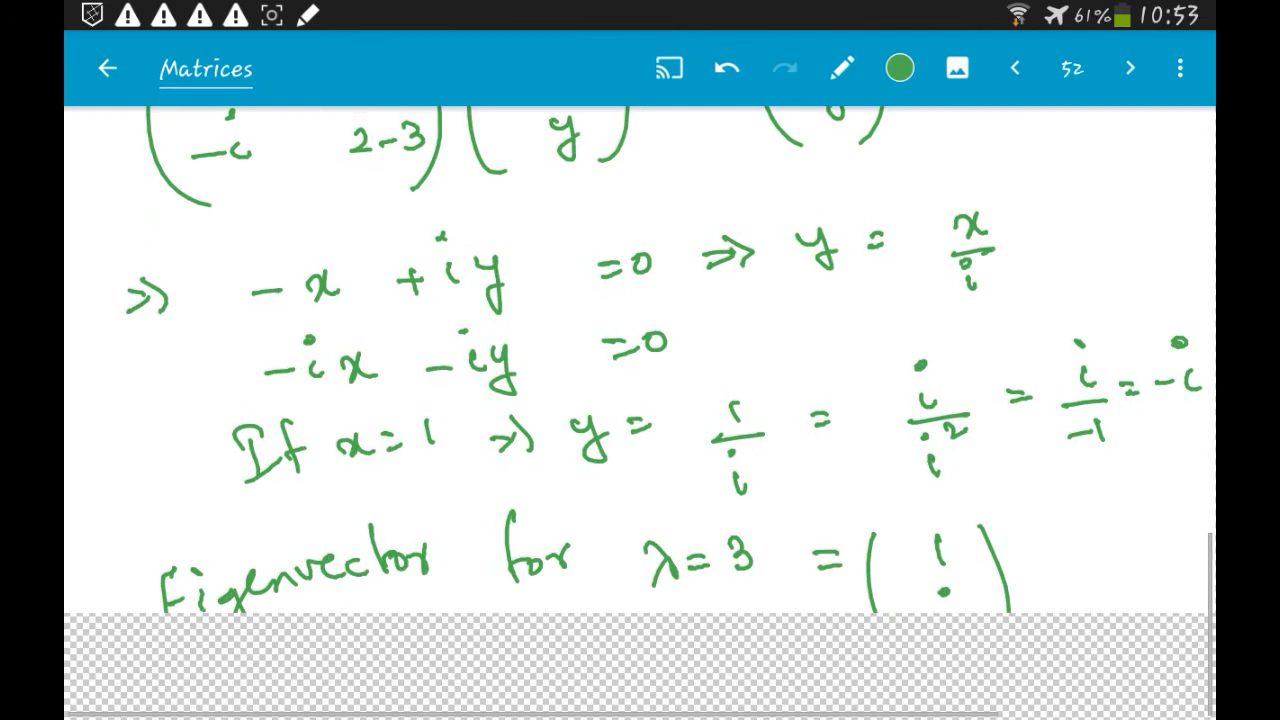 61% 10:53
Matrices 52
-i 2-3 y 0
⇒ -x + iy = 0 ⇒ y = x/i
-ix - iy = 0
If x = 1 ⇒ y = 1/i = i/i² = i/-1 = -i
Eigenvector for λ = 3 = ( 1